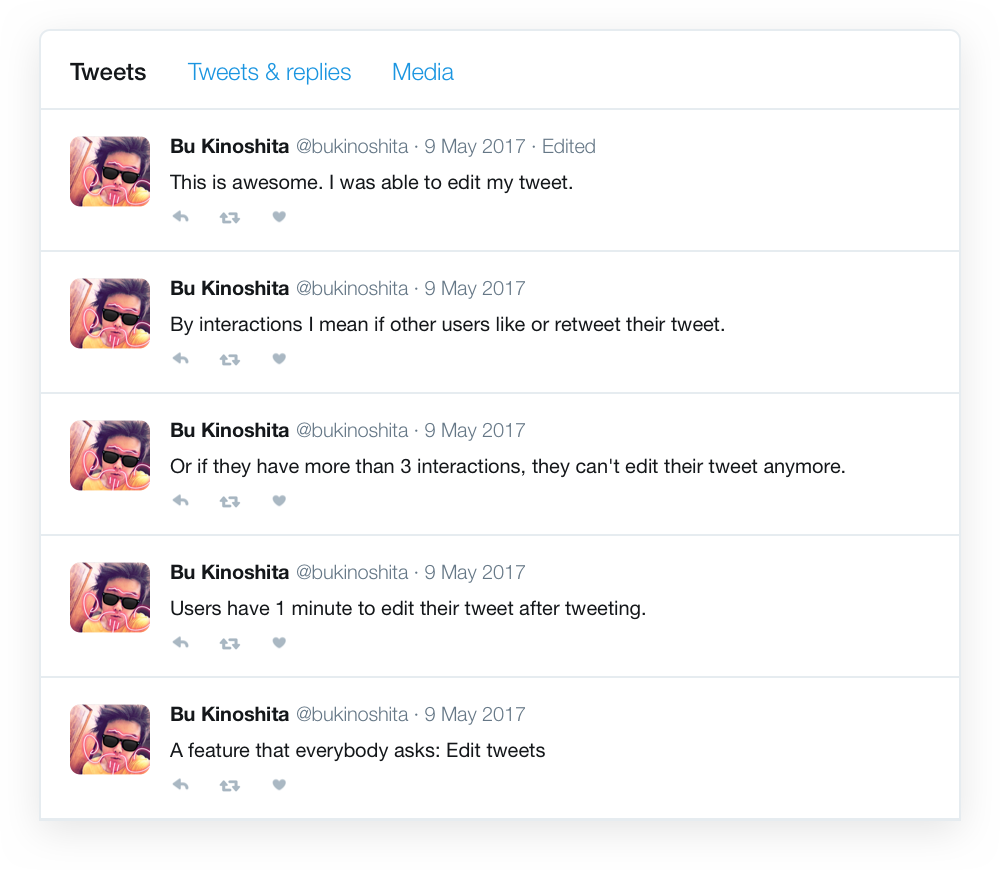 Tweets Tweets & replies Media
Bu Kinoshita @bukinoshita · 9 May 2017 · Edited
This is awesome. I was able to edit my tweet.
Bu Kinoshita @bukinoshita · 9 May 2017
By interactions I mean if other users like or retweet their tweet.
Bu Kinoshita @bukinoshita · 9 May 2017
Or if they have more than 3 interactions, they can't edit their tweet anymore.
Bu Kinoshita @bukinoshita · 9 May 2017
Users have 1 minute to edit their tweet after tweeting.
Bu Kinoshita @bukinoshita · 9 May 2017
A feature that everybody asks: Edit tweets